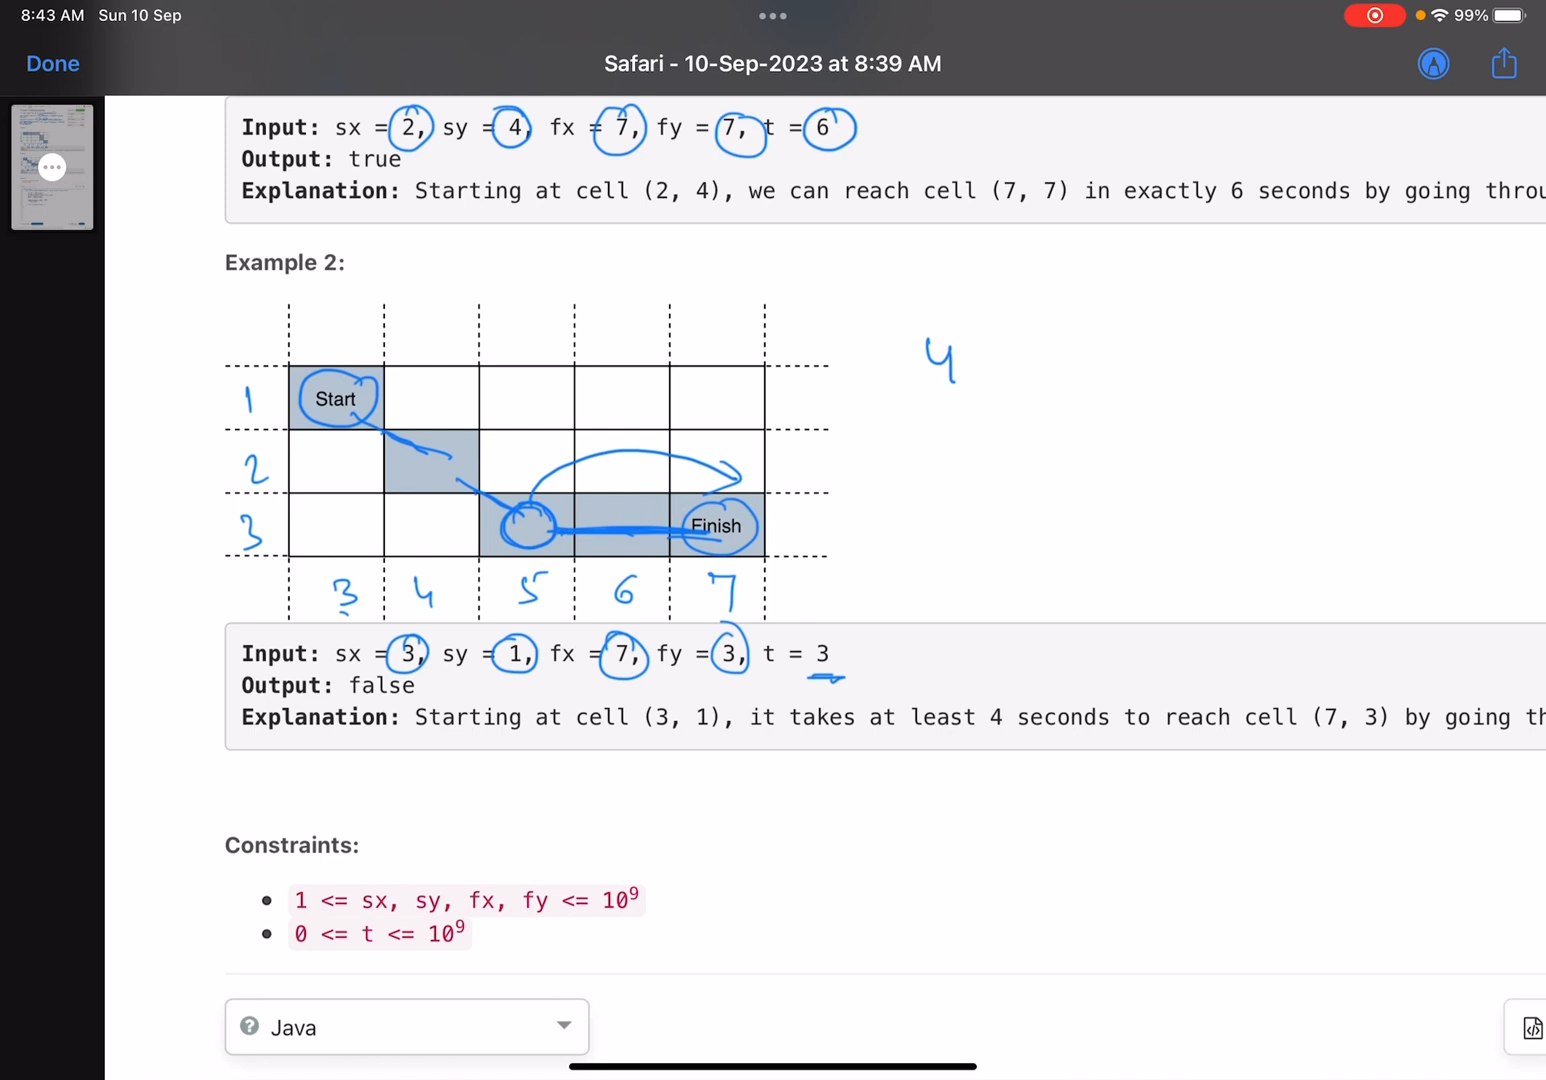 8:43 AM Sun 10 Sep
99%
Done
Safari - 10-Sep-2023 at 8:39 AM
Input: sx = 2, sy = 4, fx = 7, fy = 7, t = 6
Output: true
Explanation: Starting at cell (2, 4), we can reach cell (7, 7) in exactly 6 seconds by going throu
Example 2:
4
1
Start
2
3
Finish
3 4 5 6 7
Input: sx = 3, sy = 1, fx = 7, fy = 3, t = 3
Output: false
Explanation: Starting at cell (3, 1), it takes at least 4 seconds to reach cell (7, 3) by going th
Constraints:
1 <= sx, sy, fx, fy <= 10⁹
0 <= t <= 10⁹
Java